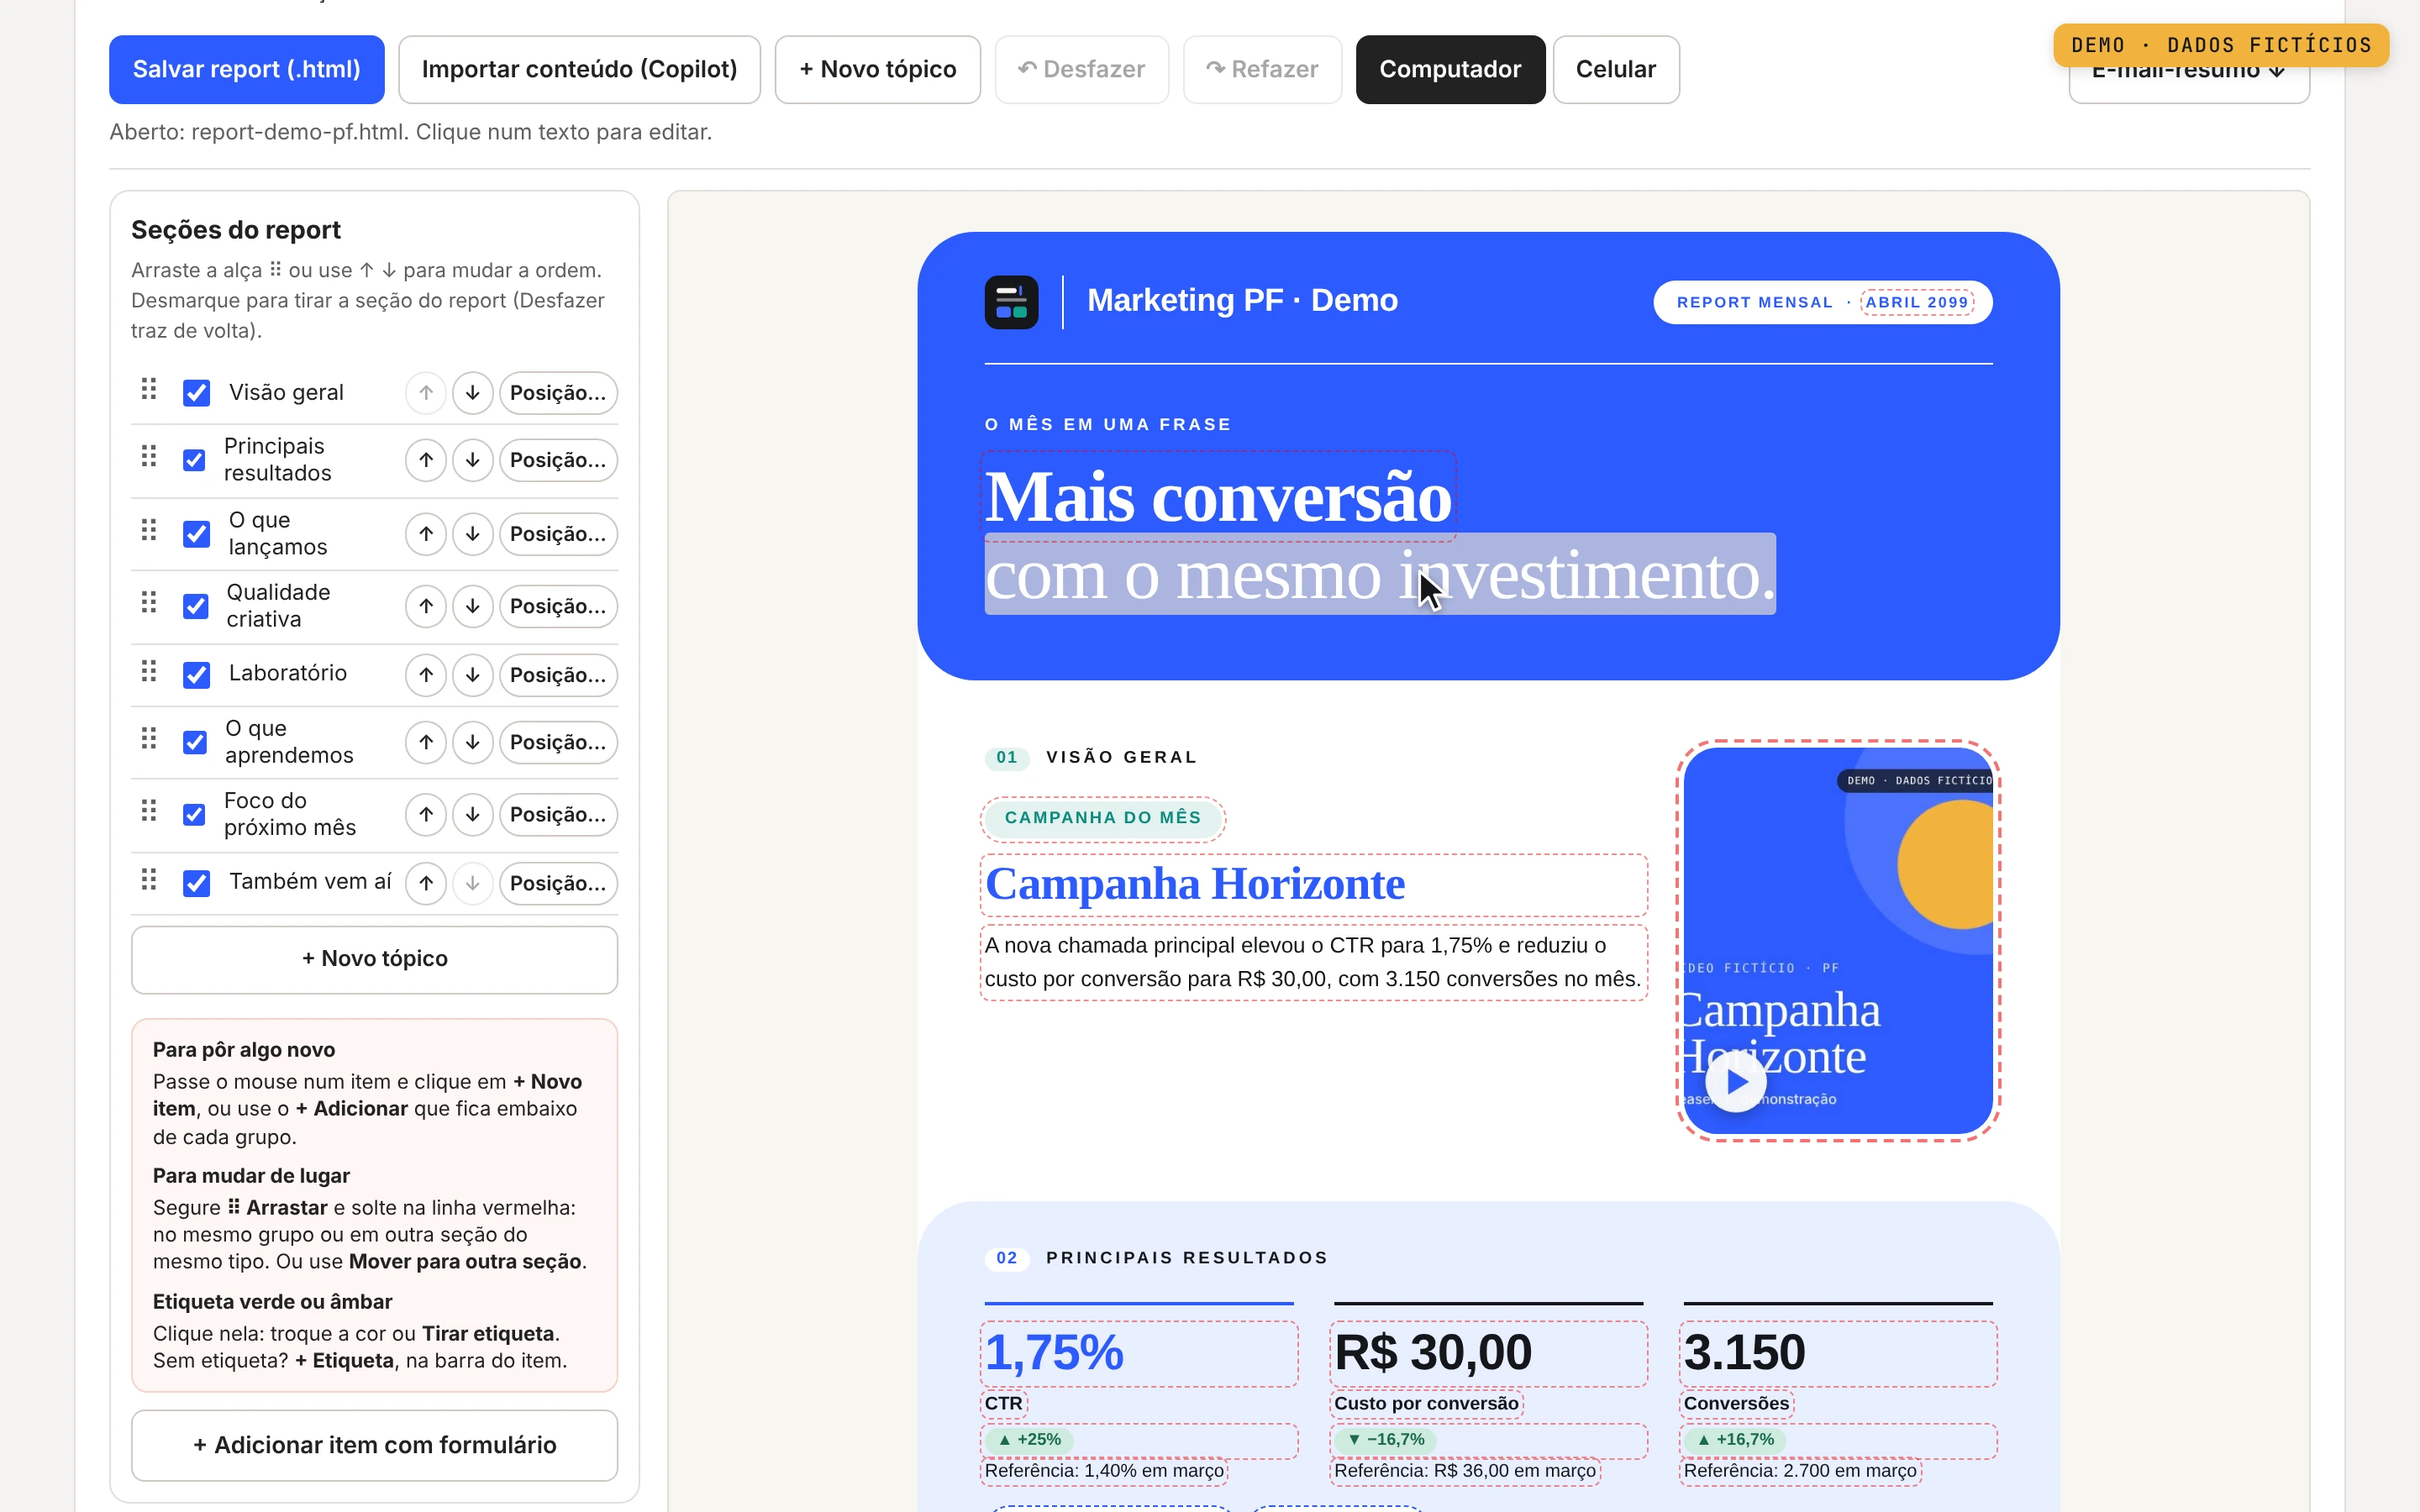 Salvar report (.html)
Importar conteúdo (Copilot)
+ Novo tópico
↶ Desfazer
↷ Refazer
Computador
Celular
DEMO · DADOS FICTÍCIOS
E-mail-resumo ↓
Aberto: report-demo-pf.html. Clique num texto para editar.
Seções do report
Arraste a alça ⠿ ou use ↑ ↓ para mudar a ordem.
Desmarque para tirar a seção do report (Desfazer
traz de volta).
Visão geral
↑ ↓ Posição...
Principais
resultados
↑ ↓ Posição...
O que
lançamos
↑ ↓ Posição...
Qualidade
criativa
↑ ↓ Posição...
Laboratório
↑ ↓ Posição...
O que
aprendemos
↑ ↓ Posição...
Foco do
próximo mês
↑ ↓ Posição...
Também vem aí
↑ ↓ Posição...
+ Novo tópico
Para pôr algo novo
Passe o mouse num item e clique em + Novo
item, ou use o + Adicionar que fica embaixo
de cada grupo.
Para mudar de lugar
Segure ⠿ Arrastar e solte na linha vermelha:
no mesmo grupo ou em outra seção do
mesmo tipo. Ou use Mover para outra seção.
Etiqueta verde ou âmbar
Clique nela: troque a cor ou Tirar etiqueta.
Sem etiqueta? + Etiqueta, na barra do item.
+ Adicionar item com formulário
Marketing PF · Demo
REPORT MENSAL · ABRIL 2099
O MÊS EM UMA FRASE
Mais conversão
com o mesmo investimento.
01 VISÃO GERAL
CAMPANHA DO MÊS
Campanha Horizonte
A nova chamada principal elevou o CTR para 1,75% e reduziu o
custo por conversão para R$ 30,00, com 3.150 conversões no mês.
DEMO · DADOS FICTÍCIO
DEO FICTÍCIO · PF
Campanha
Horizonte
02 PRINCIPAIS RESULTADOS
1,75%
CTR
▲ +25%
Referência: 1,40% em março
R$ 30,00
Custo por conversão
▼ −16,7%
Referência: R$ 36,00 em março
3.150
Conversões
▲ +16,7%
Referência: 2.700 em março